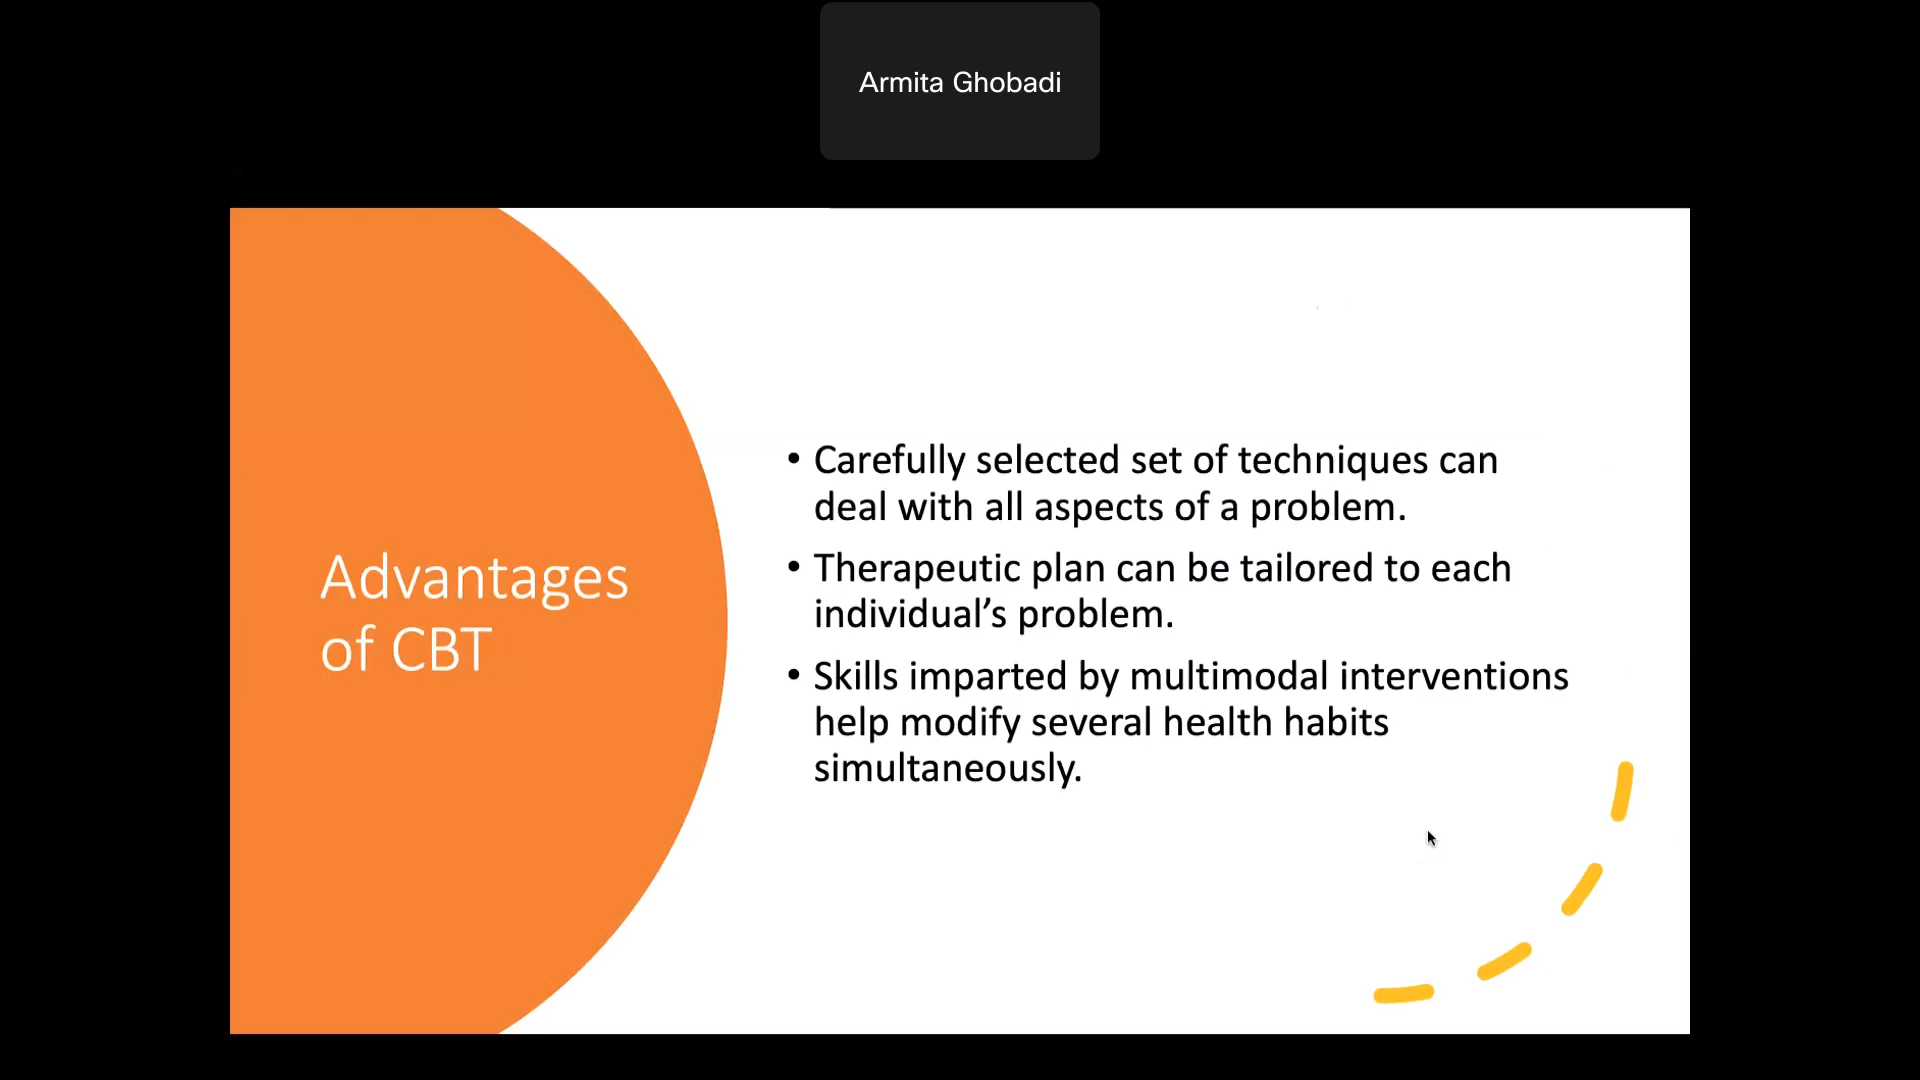 Armita Ghobadi
Advantages
of CBT
• Carefully selected set of techniques can
deal with all aspects of a problem.
• Therapeutic plan can be tailored to each
individual’s problem.
• Skills imparted by multimodal interventions
help modify several health habits
simultaneously.